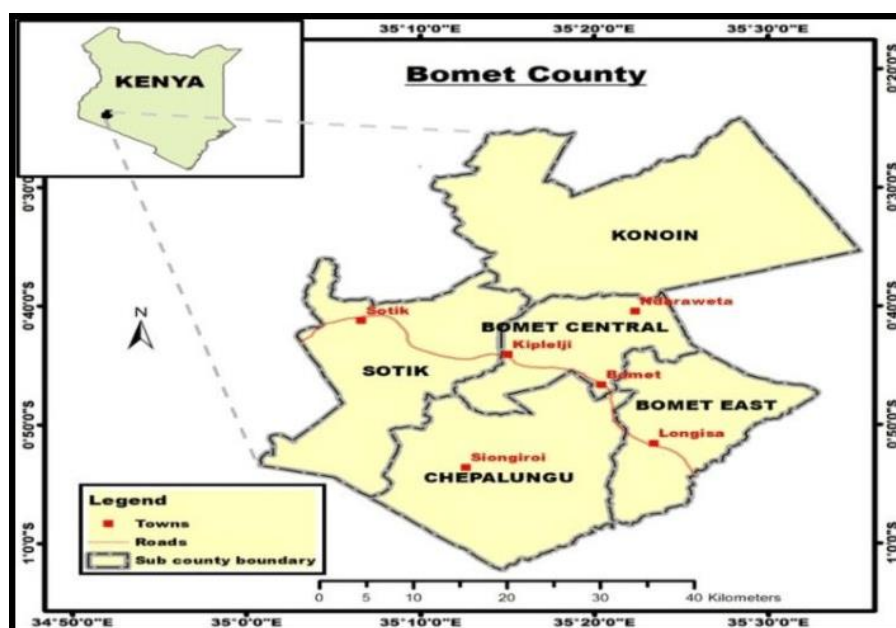 35°10'0"E
35°20'0"E
35°30'0"E
KENYA
Bomet County
0°20'0"S
0°20'0"S
0°30'0"S
0°30'0"S
KONOIN
0°40'0"S
0°40'0"S
N
Sotik
Ndaraweta
BOMET CENTRAL
Kiplelji
SOTIK
Bomet
BOMET EAST
0°50'0"S
0°50'0"S
Longisa
Siongiroi
CHEPALUNGU
Legend
Towns
Roads
Sub county boundary
1°0'0"S
1°0'0"S
0 5 10 20 30 40 Kilometers
34°50'0"E
35°0'0"E
35°10'0"E
35°20'0"E
35°30'0"E